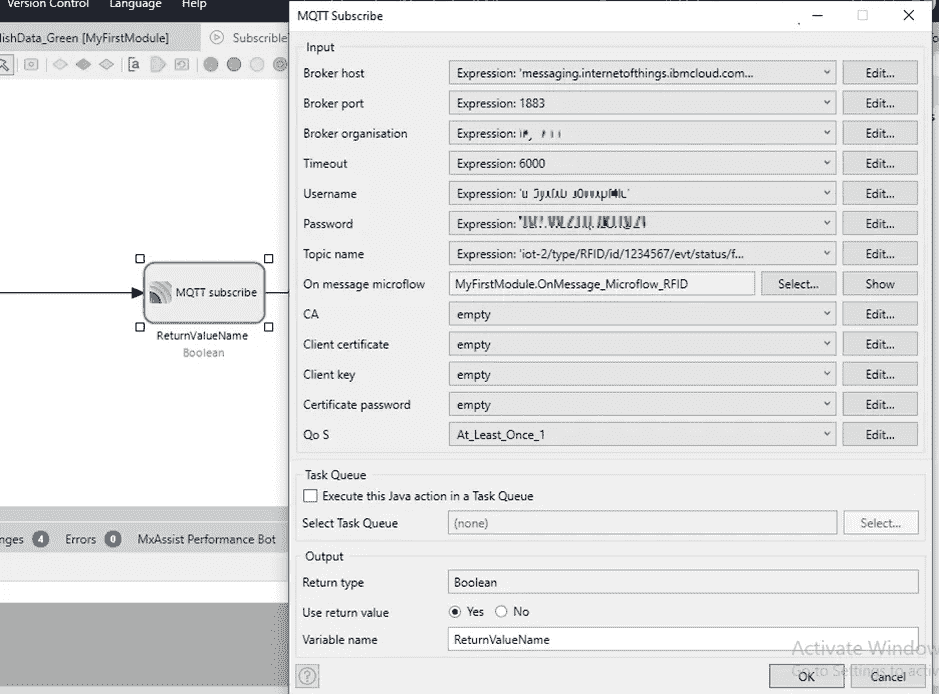 Version Control Language Help
MQTT Subscribe
lishData_Green [MyFirstModule] Subscrible
Input
Broker host Expression: 'messaging.internetofthings.ibmcloud.com... Edit...
Broker port Expression: 1883 Edit...
Broker organisation Expression: Edit...
Timeout Expression: 6000 Edit...
Username Expression: Edit...
Password Expression: Edit...
Topic name Expression: 'iot-2/type/RFID/id/1234567/evt/status/f... Edit...
On message microflow MyFirstModule.OnMessage_Microflow_RFID Select... Show
CA empty Edit...
Client certificate empty Edit...
Client key empty Edit...
Certificate password empty Edit...
Qo S At_Least_Once_1 Edit...
MQTT subscribe
ReturnValueName
Boolean
Task Queue
Execute this Java action in a Task Queue
Select Task Queue (none) Select...
nges 4 Errors 0 MxAssist Performance Bot
Output
Return type Boolean
Use return value Yes No
Variable name ReturnValueName
Activate Window
Go to Settings to activ
? OK Cancel